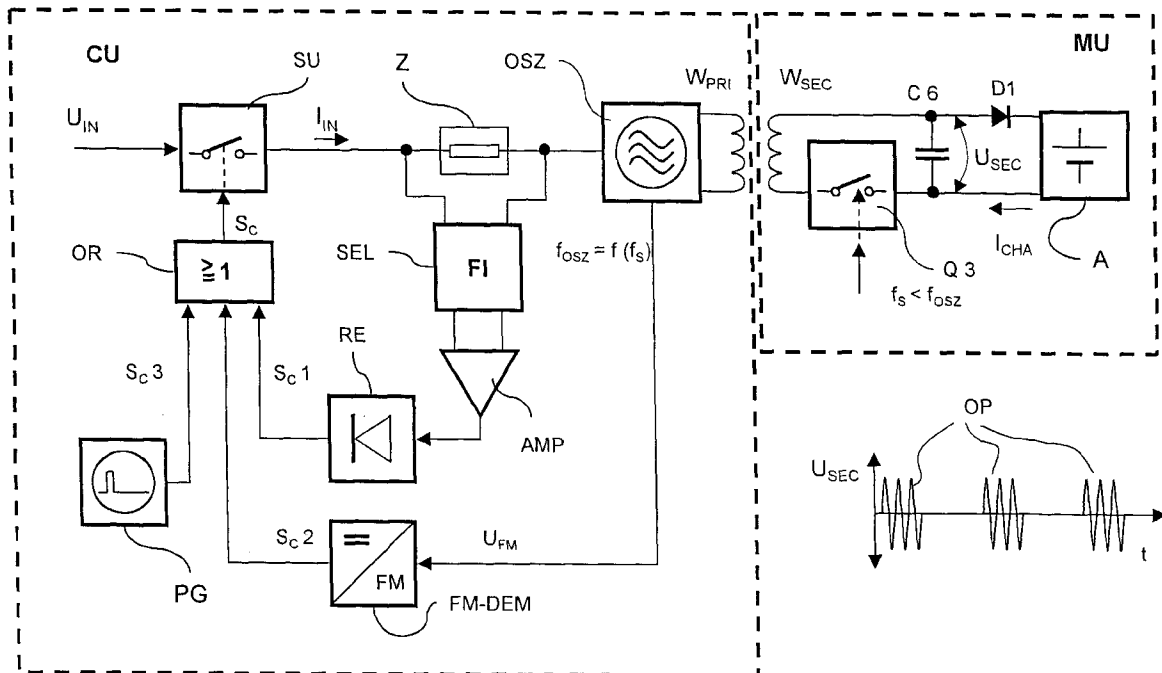 CU
SU
Z
OSZ
MU
U_IN
I_IN
W_PRI
W_SEC
C 6
D1
U_SEC
S_C
OR
≧1
SEL
FI
f_OSZ = f (f_S)
I_CHA
Q 3
A
f_S < f_OSZ
RE
S_C 3
S_C 1
AMP
OP
U_SEC
S_C 2
=
FM
U_FM
t
PG
FM-DEM